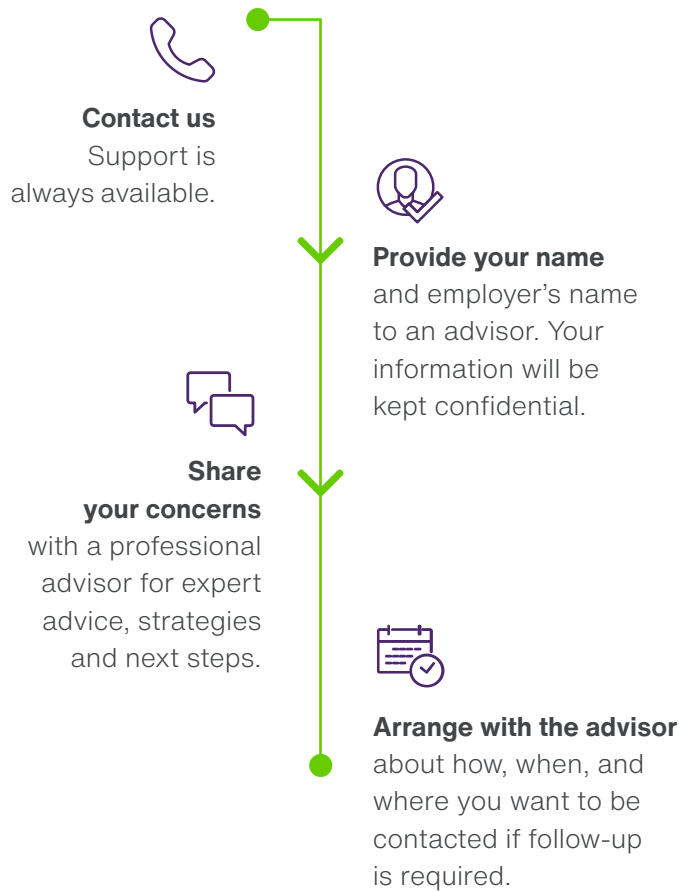 Contact us
Support is
always available.
Provide your name
and employer’s name
to an advisor. Your
information will be
kept confidential.
Share
your concerns
with a professional
advisor for expert
advice, strategies
and next steps.
Arrange with the advisor
about how, when, and
where you want to be
contacted if follow-up
is required.